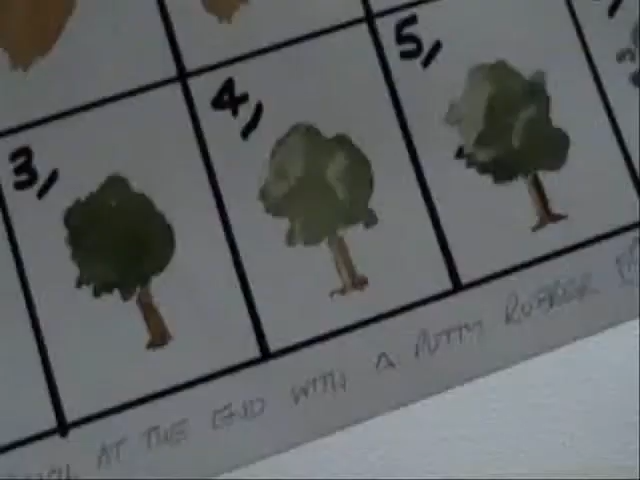 3,
4,
5,
AT THE END WITH A PUTTY RUBBER